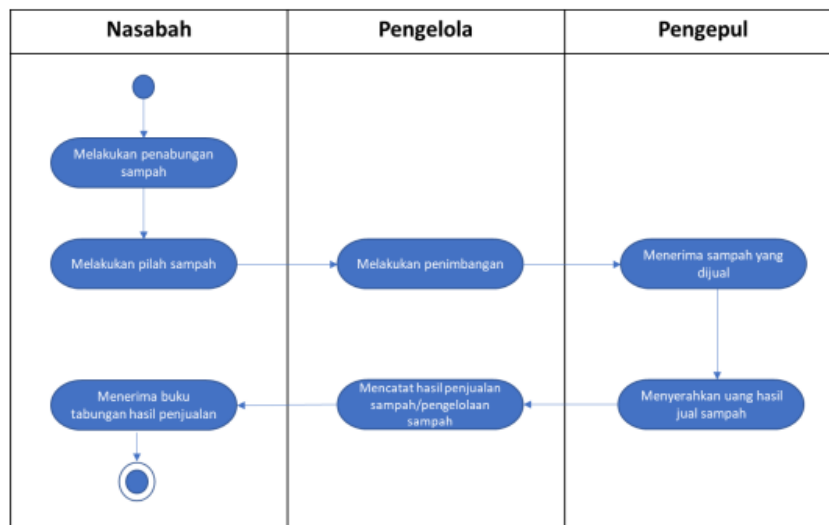 Nasabah
Pengelola
Pengepul
Melakukan penabungan
sampah
Melakukan pilah sampah
Melakukan penimbangan
Menerima sampah yang
dijual
Menerima buku
tabungan hasil penjualan
Mencatat hasil penjualan
sampah/pengelolaan
sampah
Menyerahkan uang hasil
jual sampah